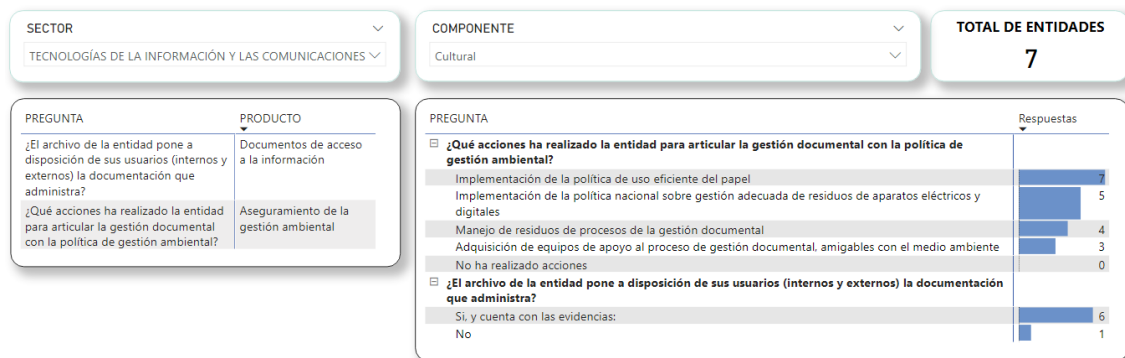 SECTOR
TECNOLOGÍAS DE LA INFORMACIÓN Y LAS COMUNICACIONES
COMPONENTE
Cultural
TOTAL DE ENTIDADES
7
PREGUNTA PRODUCTO
¿El archivo de la entidad pone a Documentos de acceso
disposición de sus usuarios (internos y a la información
externos) la documentación que
administra?
¿Qué acciones ha realizado la entidad Aseguramiento de la
para articular la gestión documental gestión ambiental
con la política de gestión ambiental?
PREGUNTA Respuestas
¿Qué acciones ha realizado la entidad para articular la gestión documental con la política de
gestión ambiental?
Implementación de la política de uso eficiente del papel 7
Implementación de la política nacional sobre gestión adecuada de residuos de aparatos eléctricos y 5
digitales
Manejo de residuos de procesos de la gestión documental 4
Adquisición de equipos de apoyo al proceso de gestión documental, amigables con el medio ambiente 3
No ha realizado acciones 0
¿El archivo de la entidad pone a disposición de sus usuarios (internos y externos) la documentación
que administra?
Si, y cuenta con las evidencias: 6
No 1